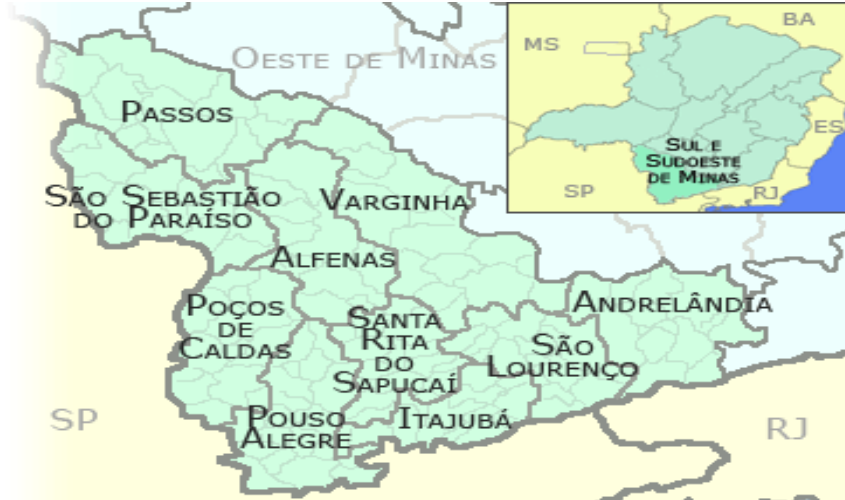 BA
MS
OESTE DE MINAS
PASSOS
ES
SUL E
SUDOESTE
DE MINAS
SP
RJ
SÃO SEBASTIÃO
DO PARAÍSO
VARGINHA
ALFENAS
ANDRELÂNDIA
POÇOS
DE
CALDAS
SANTA
RITA
DO
SAPUCAÍ
SÃO
LOURENÇO
POUSO
ALEGRE
ITAJUBÁ
SP
RJ